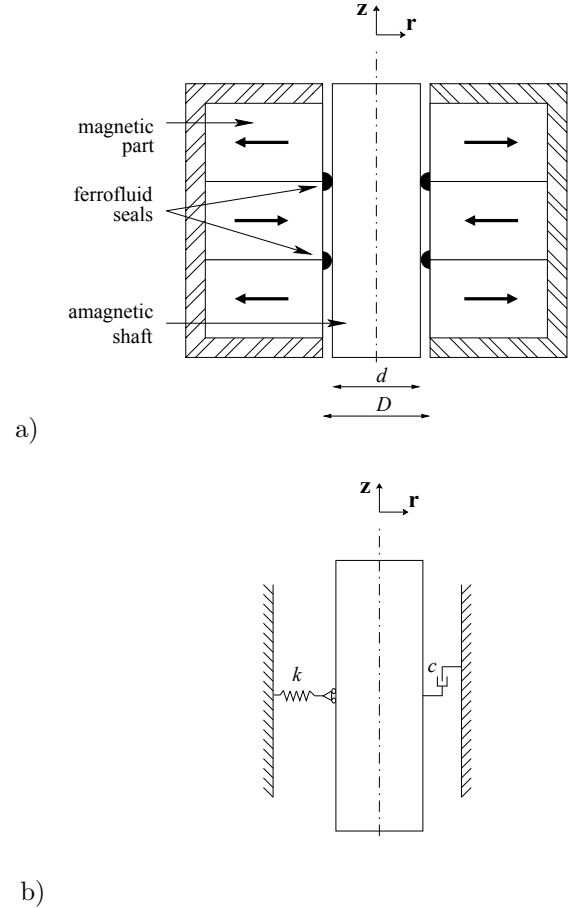 z
r
magnetic
part
ferrofluid
seals
amagnetic
shaft
d
D
a)
z
r
k
c
b)